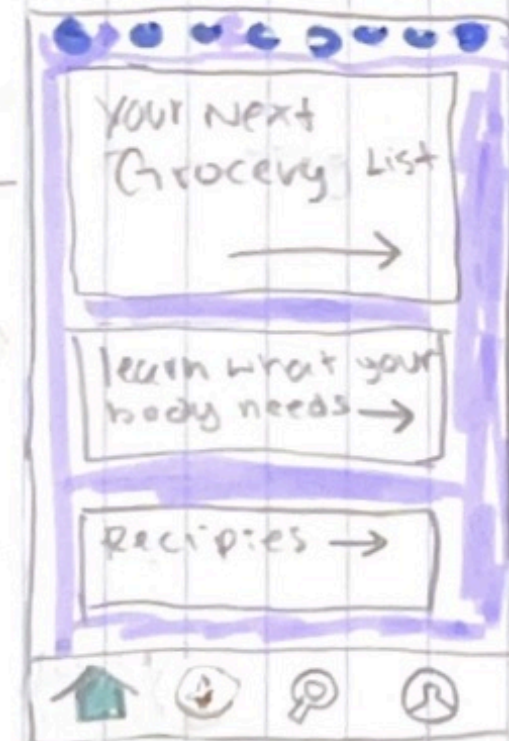 Your Next
Grocery List
learn what your
body needs
Recipies